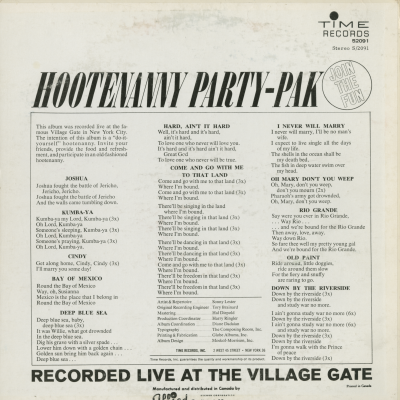 TIME
RECORDS
52091
Stereo S/2091
HOOTENANNY PARTY-PAK
JOIN
THE
FUN!
This album was recorded live at the fa-
mous Village Gate in New York City.
The intention of this album is a "do-it-
yourself" hootenanny. Invite your
friends, provide the food and refresh-
ment, and participate in an old-fashioned
hootenanny.
JOSHUA
Joshua fought the battle of Jericho,
Jericho, Jericho.
Joshua fought the battle of Jericho
And the walls come tumbling down.
KUMBA-YA
Kumba-ya my Lord, Kumba-ya (3x)
Oh Lord, Kumba-ya
Someone's sleeping, Kumba-ya (3x)
Oh Lord, Kumba-ya
Someone's praying, Kumba-ya (3x)
Oh Lord, Kumba-ya
CINDY
Get along home, Cindy, Cindy (3x)
I'll marry you some day!
BAY OF MEXICO
Round the Bay of Mexico
Way, oh, Susianna
Mexico is the place that I belong in
Round the Bay of Mexico
DEEP BLUE SEA
Deep blue sea, baby,
deep blue sea (3x)
It was Willie, what got drownded
In the deep blue sea.
Dig his grave with a silver spade . .
Lower him down with a golden chain . .
Golden sun bring him back again . .
Deep blue sea . .
HARD, AIN'T IT HARD
Well, it's hard and it's hard,
ain't it hard,
To love one who never will love you.
It's hard and it's hard ain't it hard,
Great God
To love one who never will be true.
COME AND GO WITH ME
TO THAT LAND
Come and go with me to that land (3x)
Where I'm bound.
Come and go with me to that land (3x)
Where I'm bound.
There'll be singing in the land
where I'm bound.
There'll be singing in that land (3x)
Where I'm bound.
There'll be singing in that land (3x)
Where I'm bound.
There'll be dancing in that land (3x)
Where I'm bound.
There'll be dancing in that land (3x)
Where I'm bound.
Come and go with me to that land (3x)
Where I'm bound.
There'll be freedom in that land (3x)
Where I'm bound.
There'll be freedom in that land (3x)
Where I'm bound.
I NEVER WILL MARRY
I never will marry, I'll be no man's
wife.
I expect to live single all the days
of my life.
The shells in the ocean shall be
my death bed.
The fish in deep water swim over
my head.
OH MARY DON'T YOU WEEP
Oh, Mary, don't you weep,
don't you mourn (2x)
Pharoah's army got drownded,
Oh, Mary, don't you weep
RIO GRANDE
Say were you ever in Rio Grande,
. . Way Rio . .
and we're bound for the Rio Grande
Then away, love, away,
Way down Rio.
So fare thee well my pretty young gal
And we're bound for the Rio Grande.
OLD PAINT
Ride around, little doggies,
ride around them slow
For the fiery and snuffy
are raring to go.
DOWN BY THE RIVERSIDE
Down by the riverside (3x)
Down by the riverside
and study war no more.
I ain't gonna study war no more (6x)
and study war no more.
I ain't gonna study war no more (6x)
Down by the riverside (3x)
Down by the riverside
I'm gonna walk with the Prince
of peace
Down by the riverside (3x)
TIME RECORDS, INC. 2 WEST 45 STREET • NEW YORK 36
RECORDED LIVE AT THE VILLAGE GATE
Manufactured and distributed in Canada by
Printed in Canada